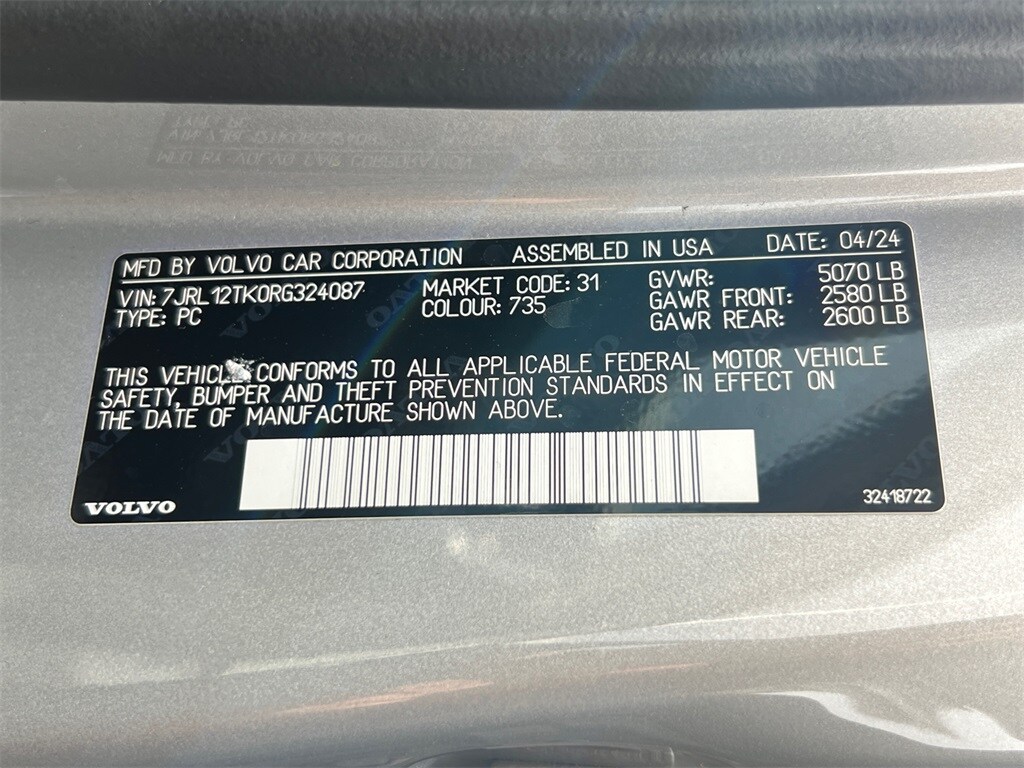 MFD BY VOLVO CAR CORPORATION ASSEMBLED IN USA DATE: 04/24
VIN: 7JRL12TK0RG324087 MARKET CODE: 31 GVWR: 5070 LB
TYPE: PC COLOUR: 735 GAWR FRONT: 2580 LB
GAWR REAR: 2600 LB
THIS VEHICLE CONFORMS TO ALL APPLICABLE FEDERAL MOTOR VEHICLE
SAFETY, BUMPER AND THEFT PREVENTION STANDARDS IN EFFECT ON
THE DATE OF MANUFACTURE SHOWN ABOVE.
VOLVO 32418722